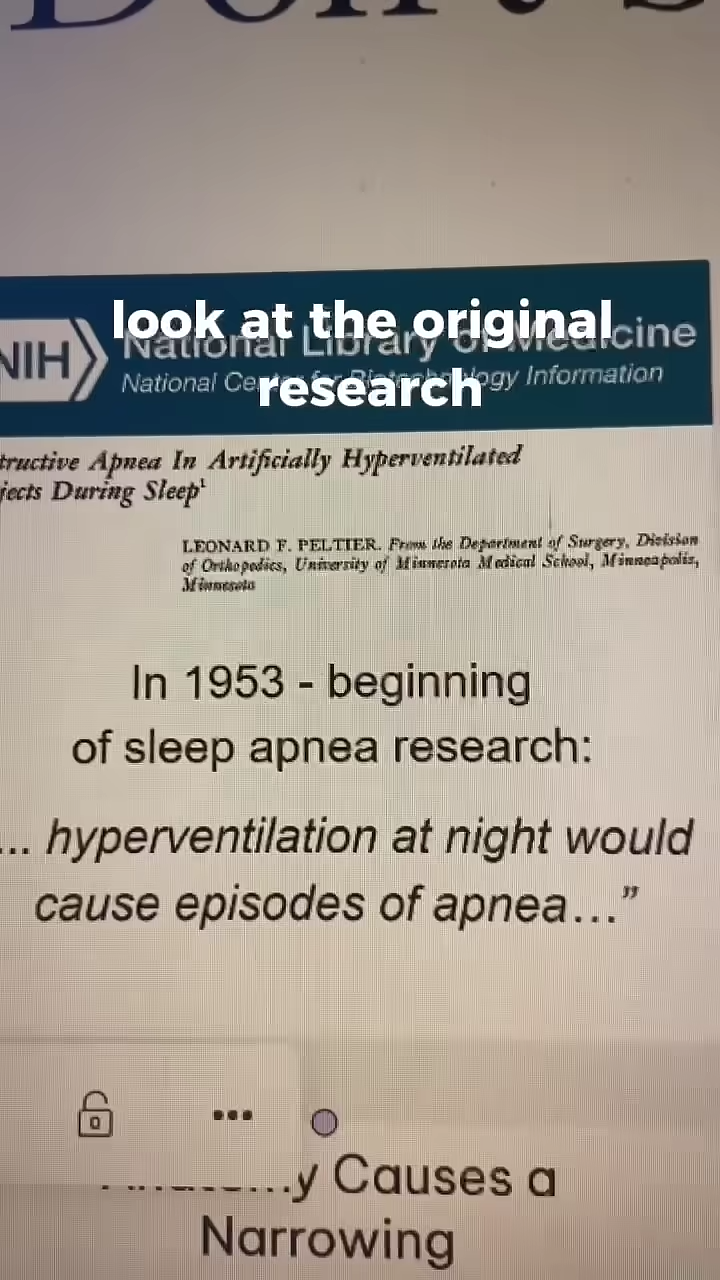 look at the original
research
NIH
National Library of Medicine
National Center for Biotechnology Information
tructive Apnea In Artificially Hyperventilated
jects During Sleep¹
LEONARD F. PELTIER. From the Department of Surgery, Division
of Orthopedics, University of Minnesota Medical School, Minneapolis,
Minnesota
In 1953 - beginning
of sleep apnea research:
... hyperventilation at night would
cause episodes of apnea...”
y Causes a
Narrowing